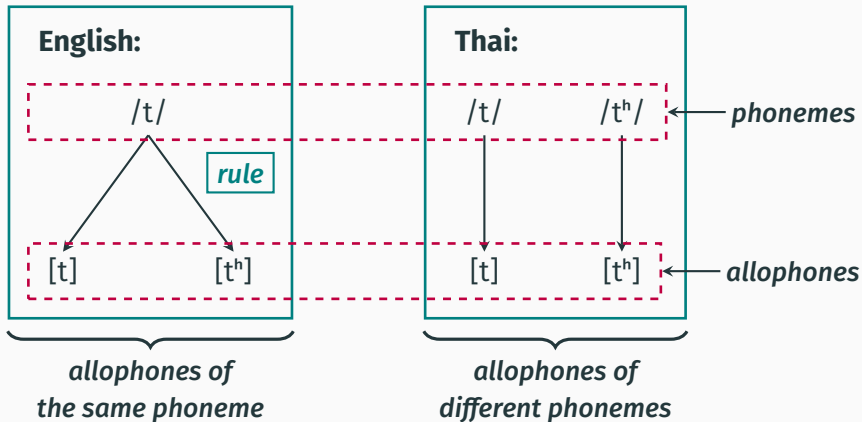 English:
Thai:
/t/
/t/
/tʰ/
phonemes
rule
[t]
[tʰ]
[t]
[tʰ]
allophones
allophones of
the same phoneme
allophones of
different phonemes